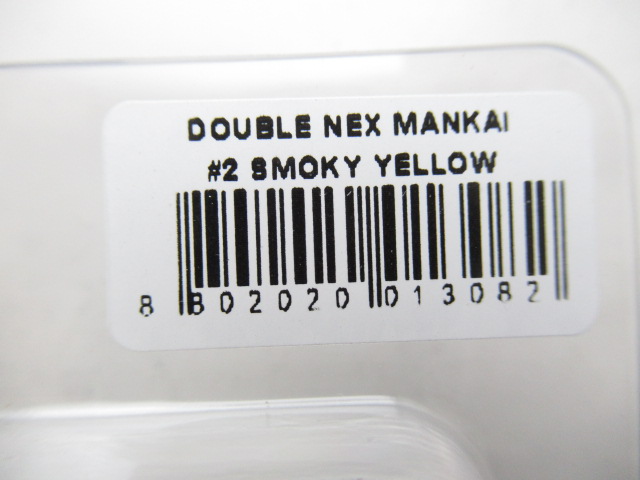 DOUBLE NEX MANKAI
#2 SMOKY YELLOW
8 802020 013082